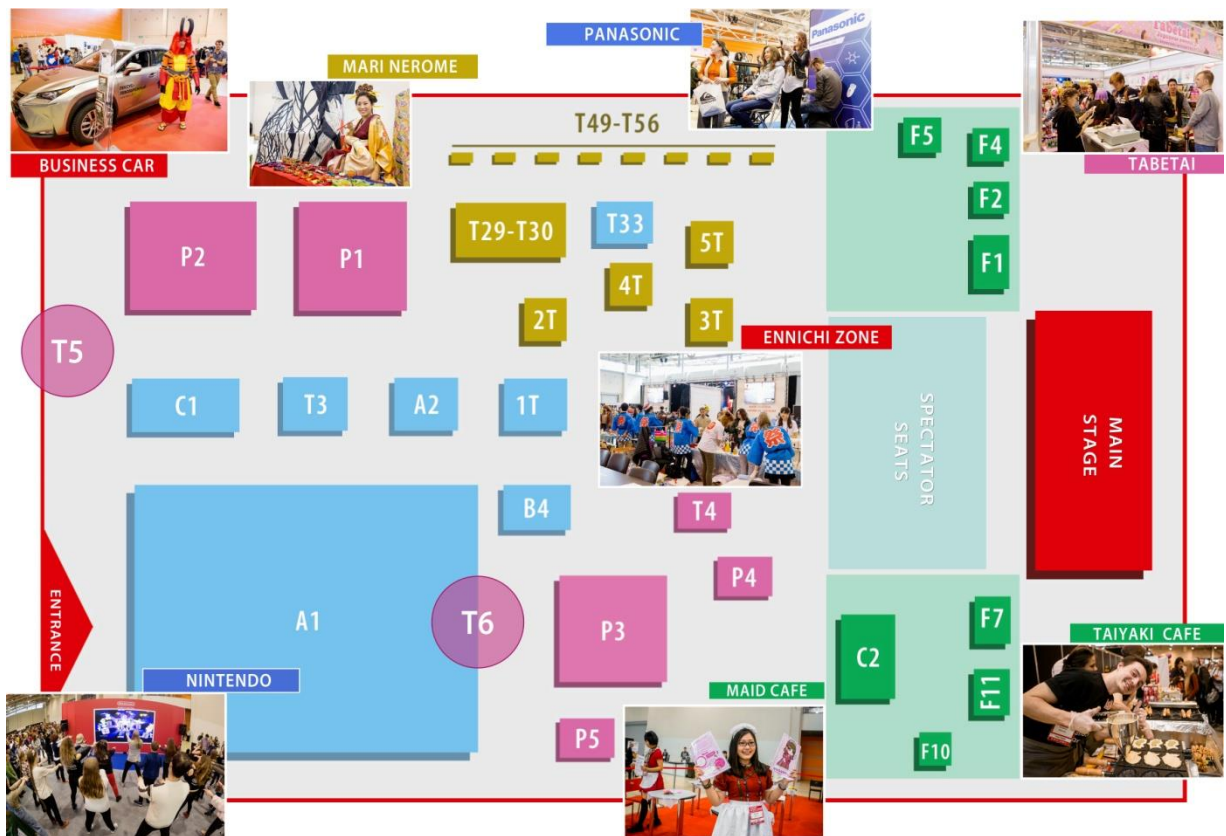 PANASONIC
Panasonic
Tabetai
MARI NEROME
T49-T56
F5
F4
BUSINESS CAR
TABETAI
F2
P2
P1
T29-T30
T33
5T
F1
4T
2T
3T
T5
ENNICHI ZONE
C1
T3
A2
1T
SPECTATOR
SEATS
MAIN
STAGE
B4
T4
P4
ENTRANCE
A1
T6
P3
F7
TAIYAKI CAFE
C2
NINTENDO
MAID CAFE
F11
P5
F10